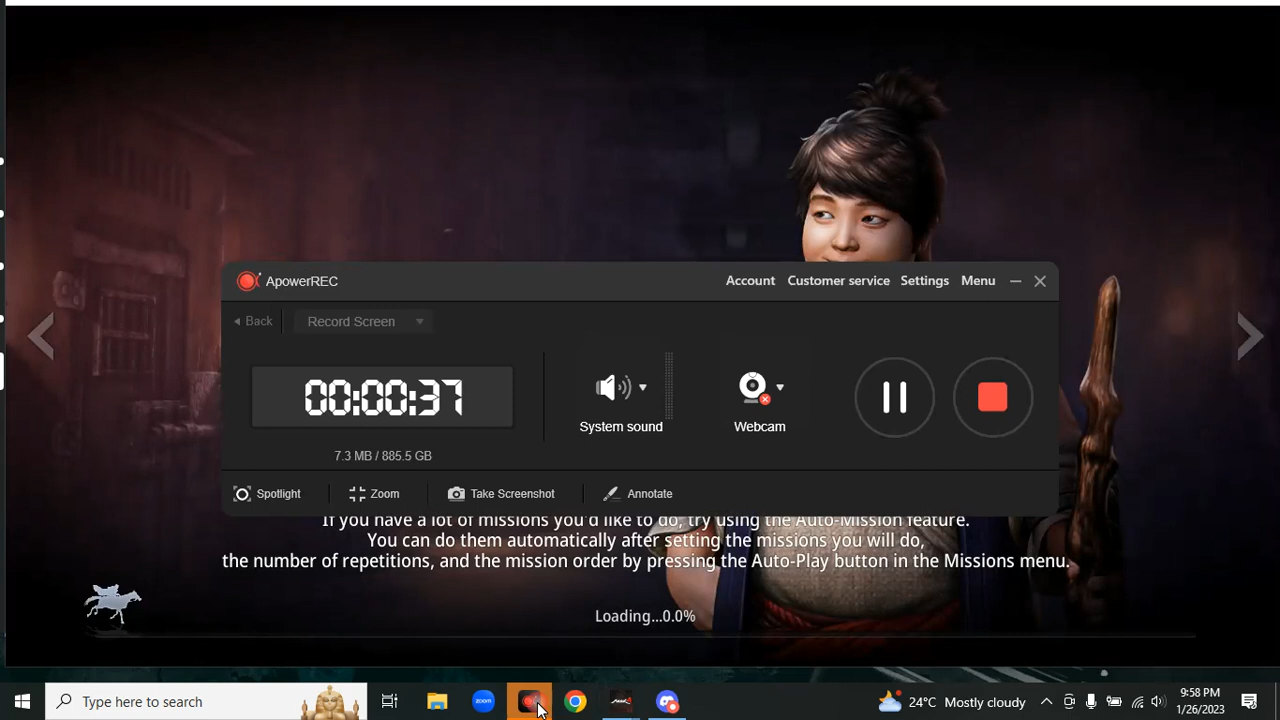 ApowerREC
Account Customer service Settings Menu
Back Record Screen
00:00:37
System sound
Webcam
7.3 MB / 885.5 GB
Spotlight Zoom Take Screenshot Annotate
If you have a lot of missions you'd like to do, try using the Auto-Mission feature.
You can do them automatically after setting the missions you will do,
the number of repetitions, and the mission order by pressing the Auto-Play button in the Missions menu.
Loading...0.0%
Type here to search
zoom
24°C Mostly cloudy
9:58 PM
1/26/2023